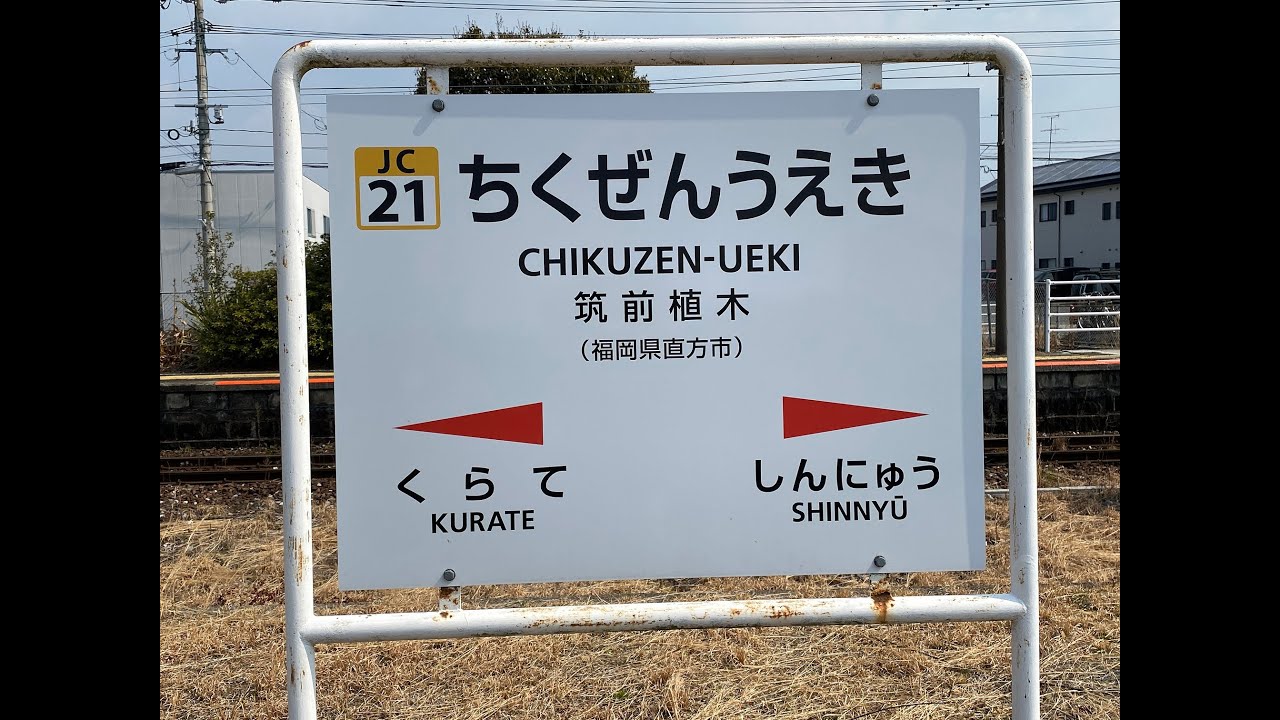 JC
21
ちくぜんうえき
CHIKUZEN-UEKI
筑前植木
（福岡県直方市）
くらて
KURATE
しんにゅう
SHINNYŪ